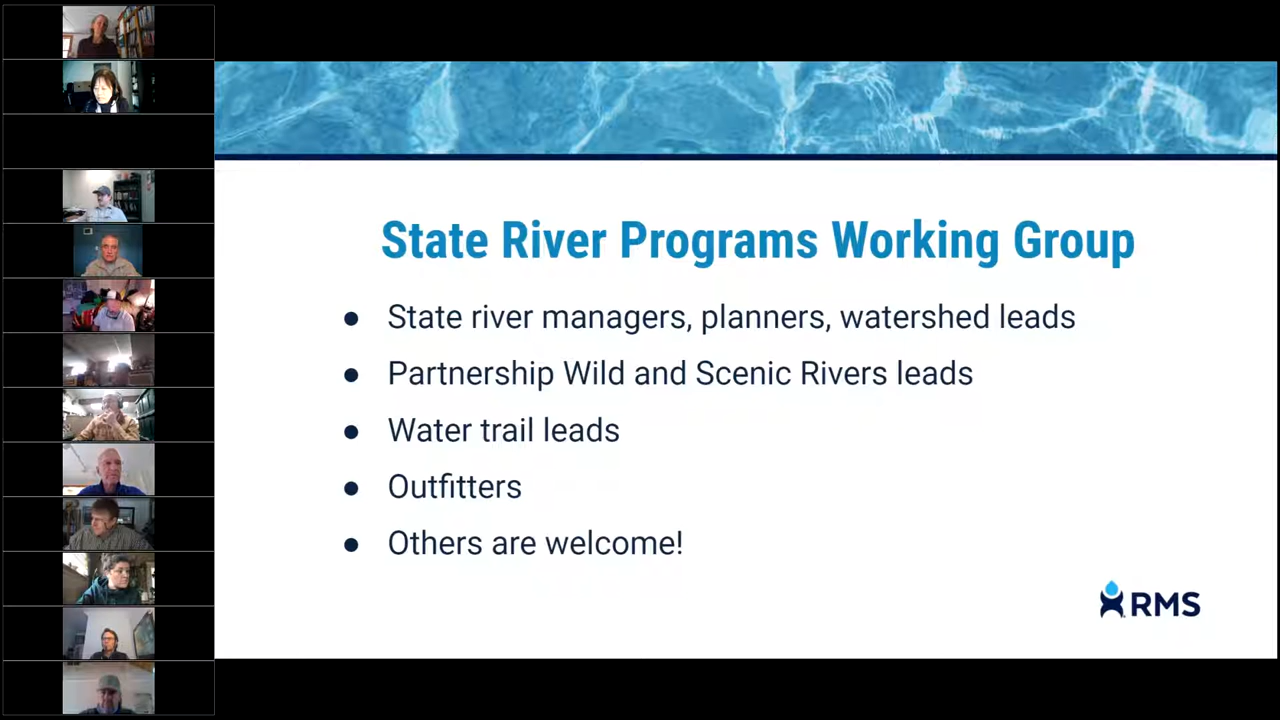 State River Programs Working Group
● State river managers, planners, watershed leads
● Partnership Wild and Scenic Rivers leads
● Water trail leads
● Outfitters
● Others are welcome!
RMS